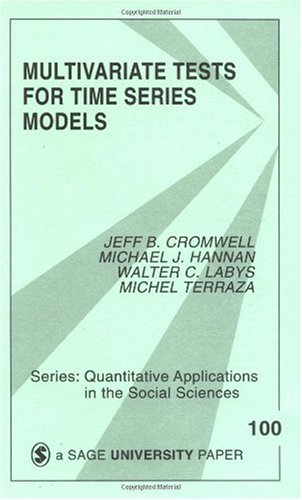 MULTIVARIATE TESTS
FOR TIME SERIES
MODELS
JEFF B. CROMWELL
MICHAEL J. HANNAN
WALTER C. LABYS
MICHEL TERRAZA
Series: Quantitative Applications
in the Social Sciences
100
S a SAGE UNIVERSITY PAPER